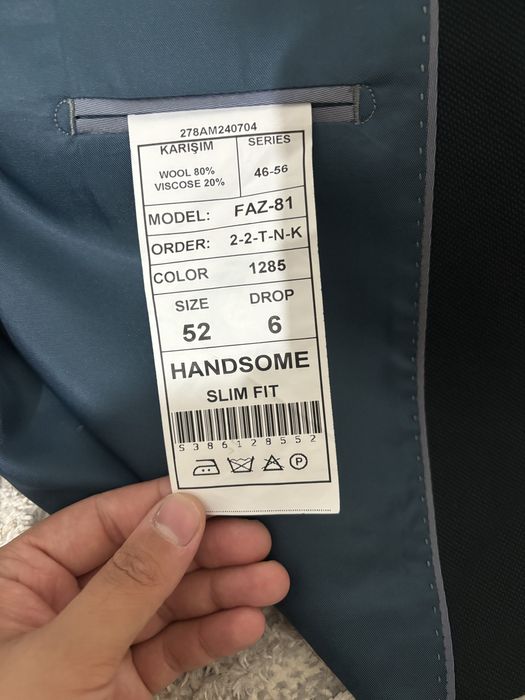 278AM240704
KARIŞIM SERIES
WOOL 80% 46-56
VISCOSE 20%
MODEL: FAZ-81
ORDER: 2-2-T-N-K
COLOR 1285
SIZE DROP
52 6
HANDSOME
SLIM FIT
S386128552
P